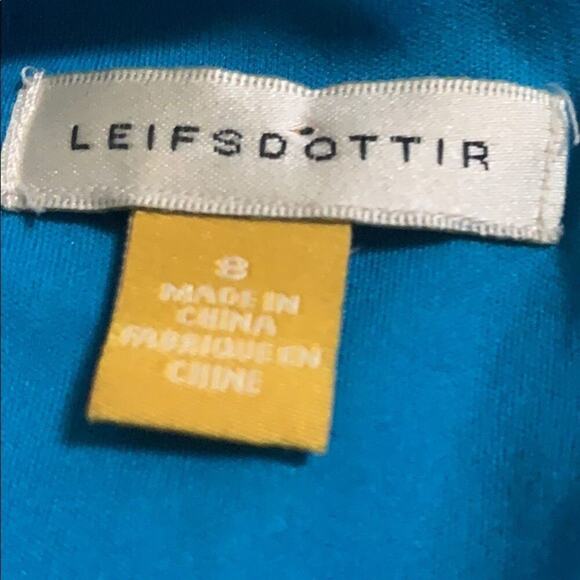 LEIFSDOTTIR
8
MADE IN
CHINA
FABRIQUE EN
CHINE